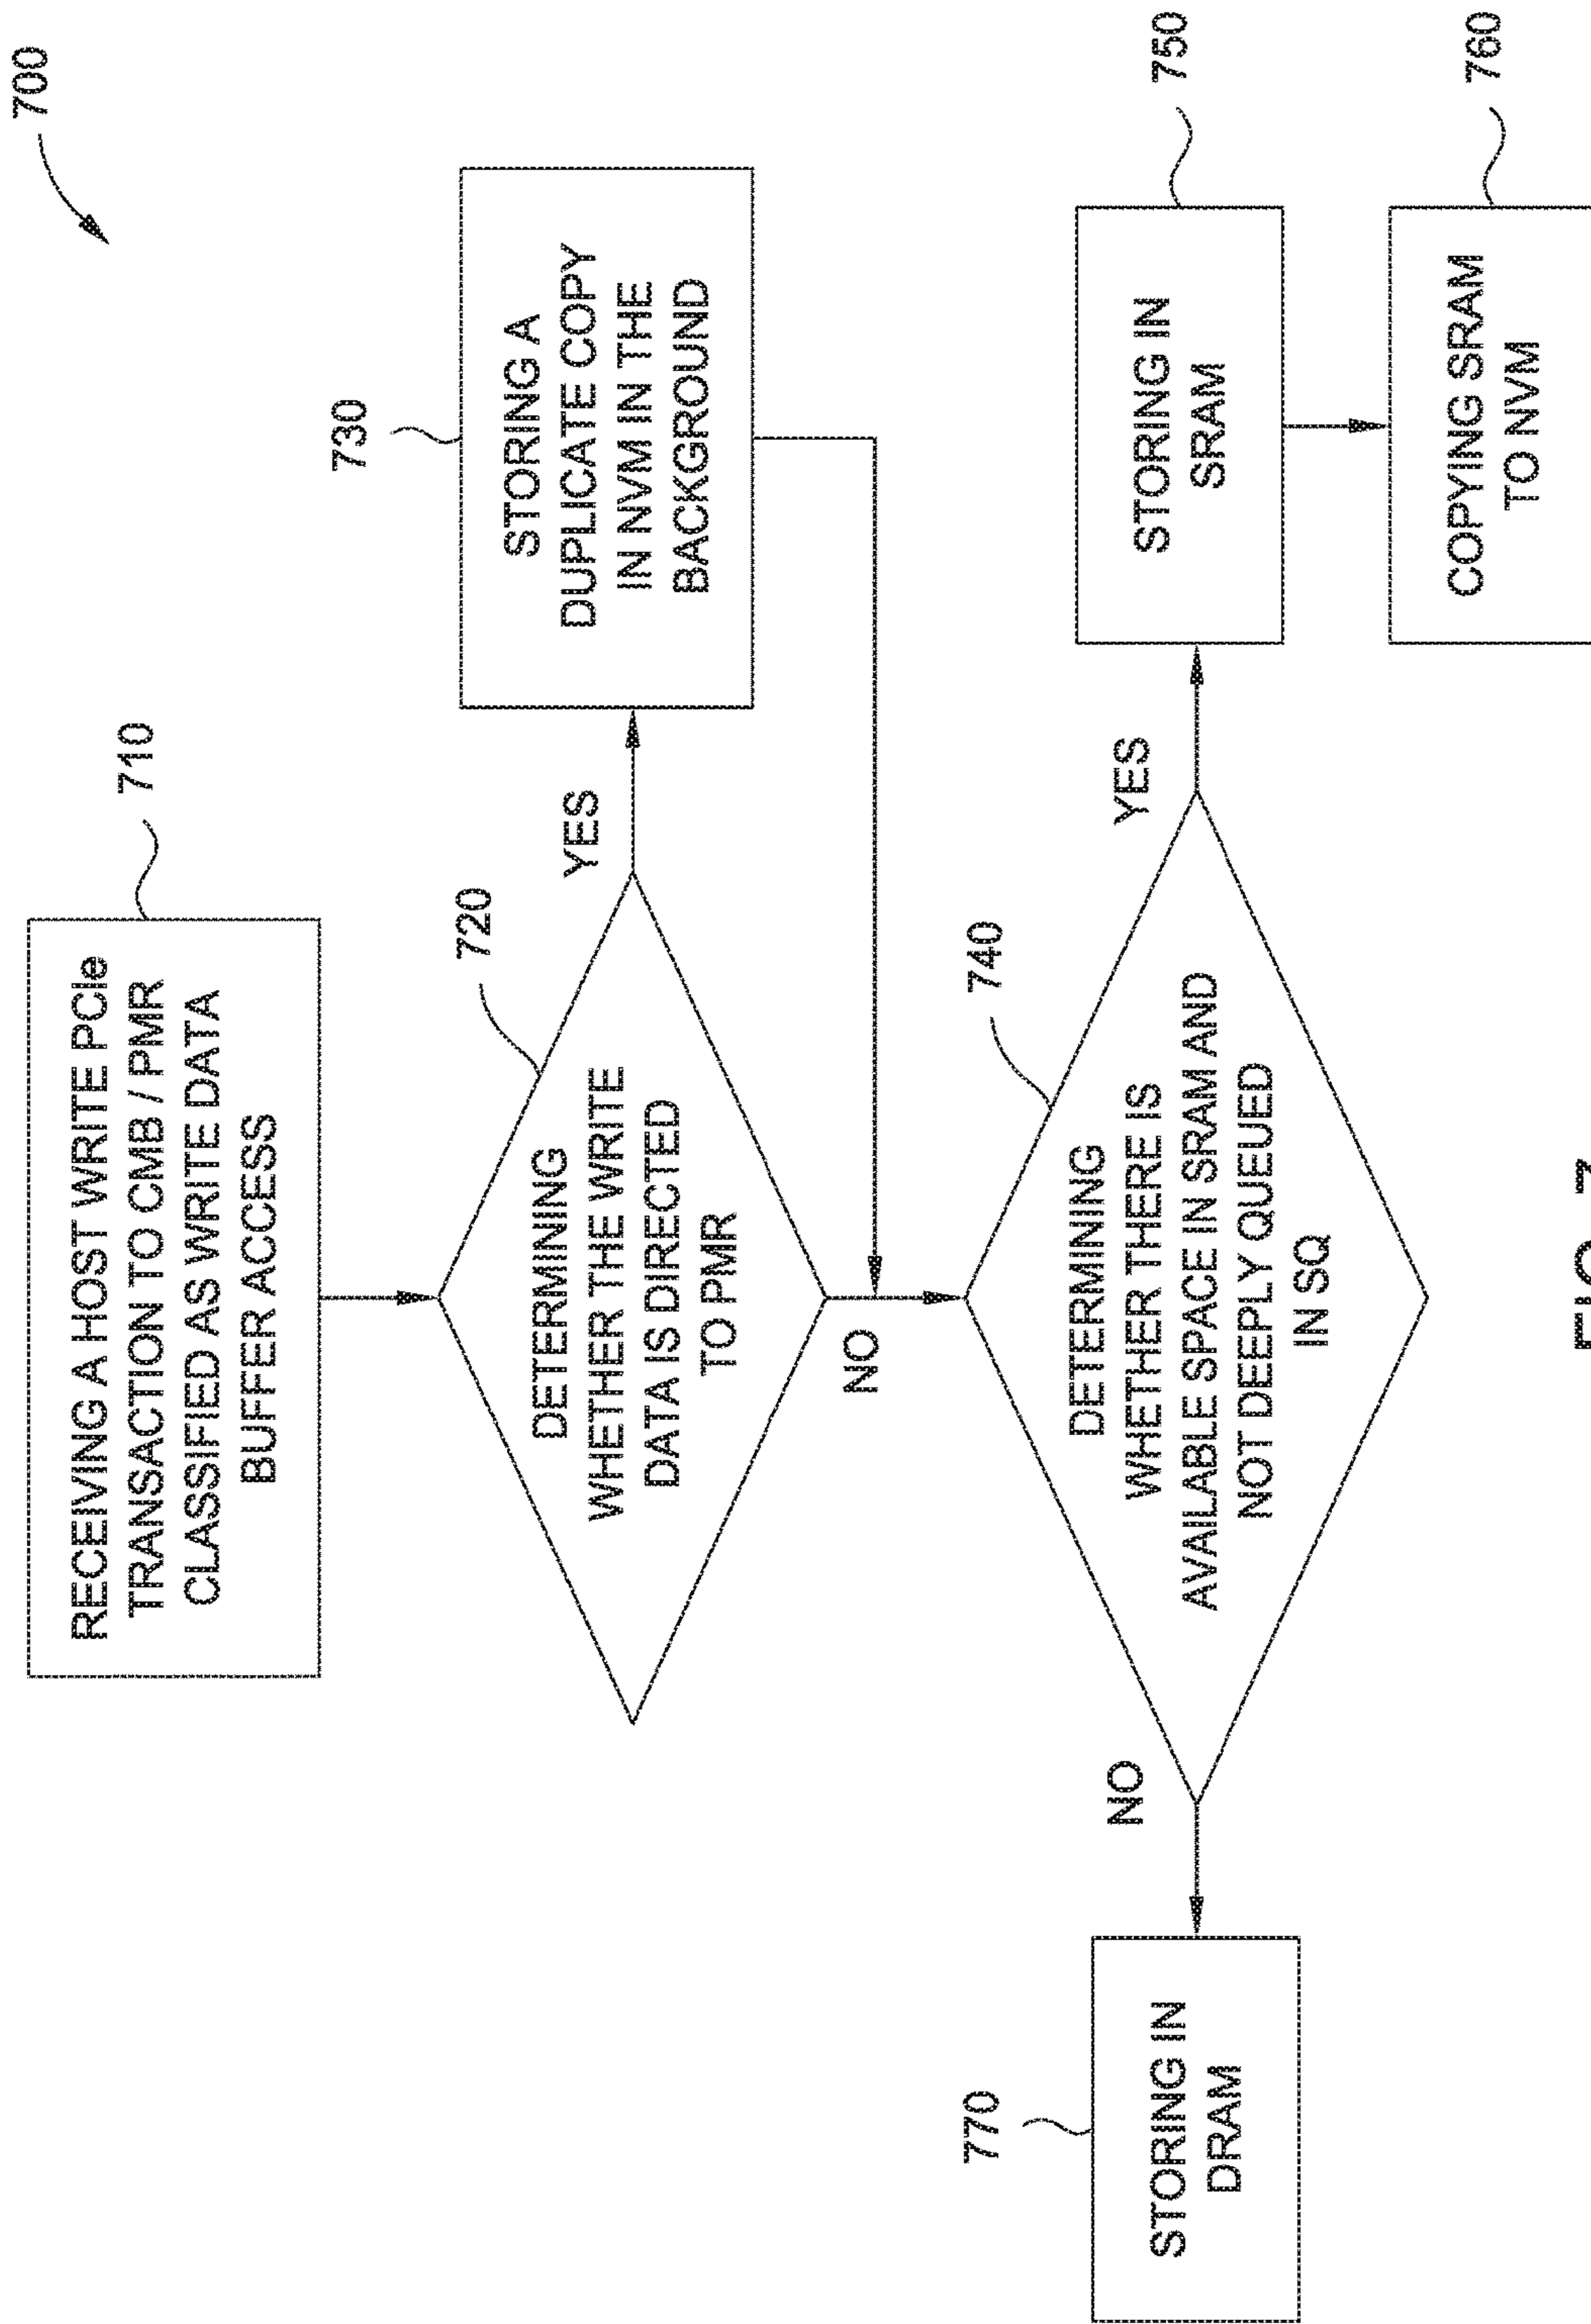 700
710
RECEIVING A HOST WRITE PCIe
TRANSACTION TO CMB / PMR
CLASSIFIED AS WRITE DATA
BUFFER ACCESS
720
DETERMINING
WHETHER THE WRITE
DATA IS DIRECTED
TO PMR
YES
NO
730
STORING A
DUPLICATE COPY
IN NVM IN THE
BACKGROUND
740
DETERMINING
WHETHER THERE IS
AVAILABLE SPACE IN SRAM AND
NOT DEEPLY QUEUED
IN SQ
YES
NO
750
STORING IN
SRAM
760
COPYING SRAM
TO NVM
770
STORING IN
DRAM